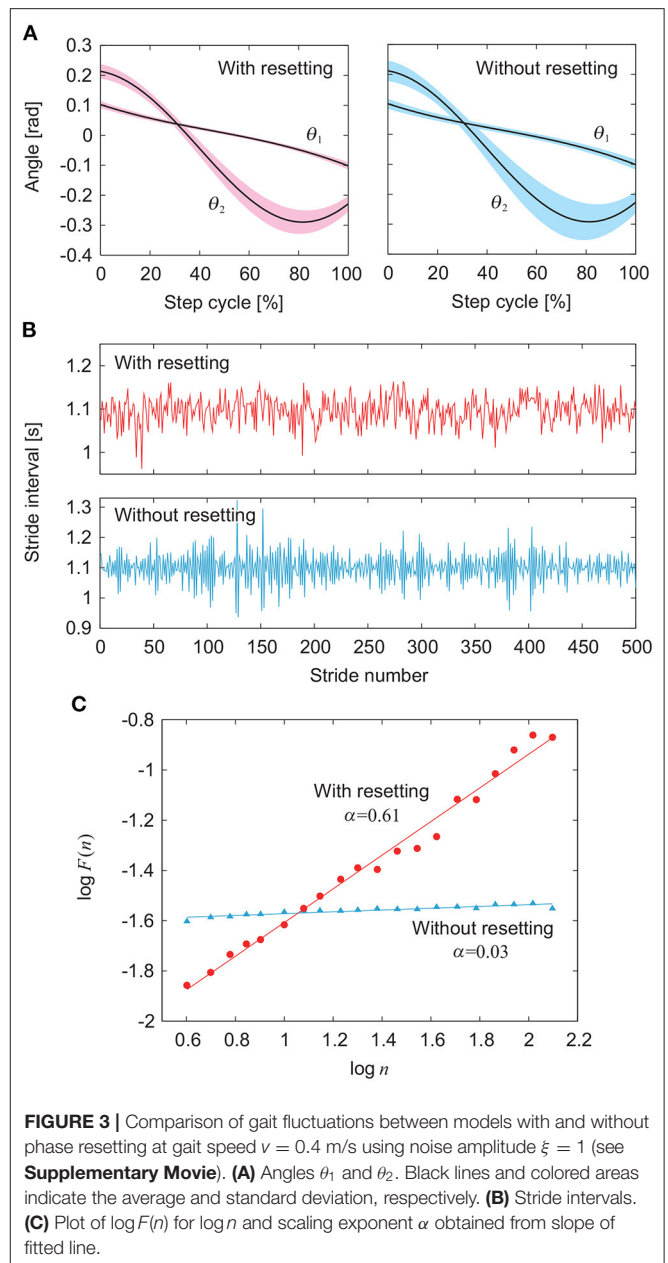 A
0.3
0.2
0.1
0
-0.1
-0.2
-0.3
-0.4
Angle [rad]
With resetting
θ1
θ2
0 20 40 60 80 100
Step cycle [%]
Without resetting
θ1
θ2
0 20 40 60 80 100
Step cycle [%]
B
Stride interval [s]
With resetting
1.2
1.1
1
Without resetting
1.3
1.2
1.1
1
0.9
0 50 100 150 200 250 300 350 400 450 500
Stride number
C
-0.8
-1
-1.2
-1.4
-1.6
-1.8
-2
log F(n)
With resetting
α=0.61
Without resetting
α=0.03
0.6 0.8 1 1.2 1.4 1.6 1.8 2 2.2
log n
FIGURE 3 | Comparison of gait fluctuations between models with and without
phase resetting at gait speed v = 0.4 m/s using noise amplitude ξ = 1 (see
Supplementary Movie). (A) Angles θ1 and θ2. Black lines and colored areas
indicate the average and standard deviation, respectively. (B) Stride intervals.
(C) Plot of log F(n) for log n and scaling exponent α obtained from slope of
fitted line.